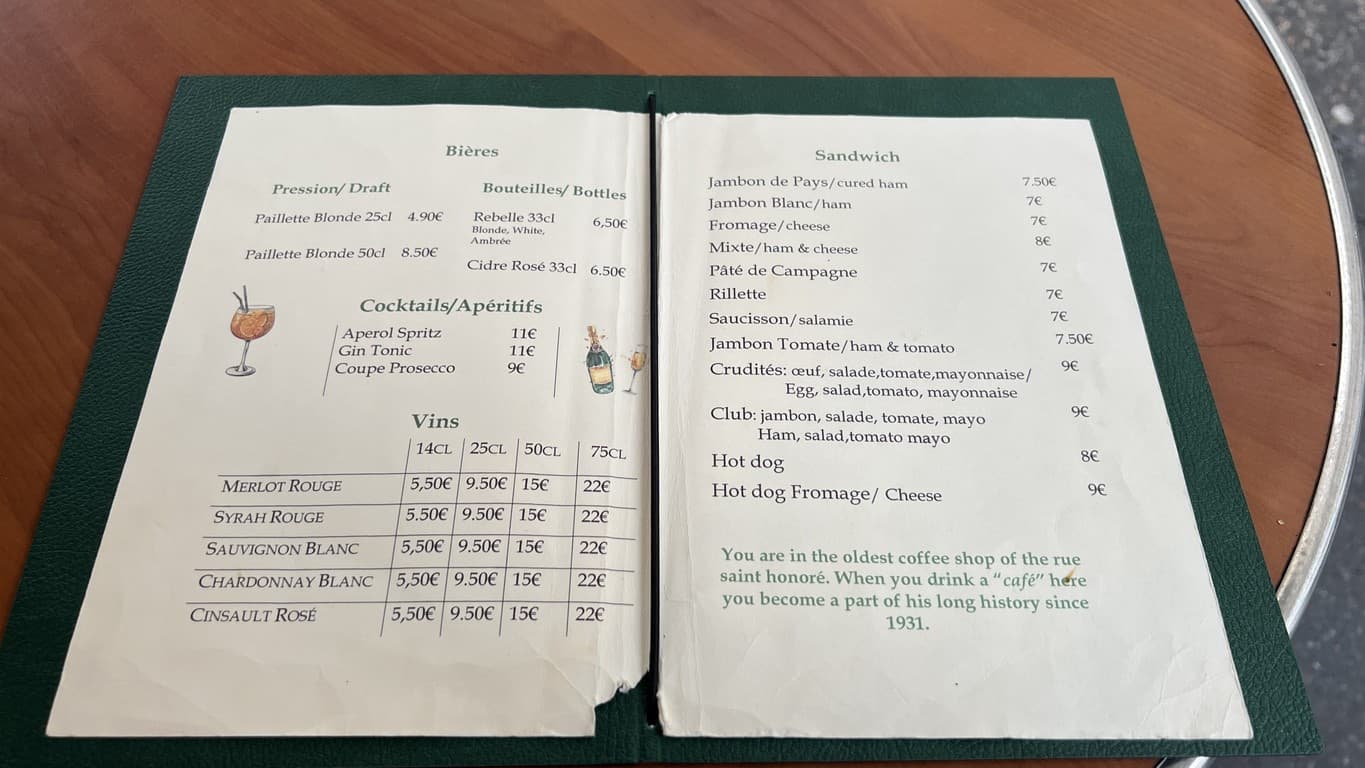 Bières
Pression/ Draft
Paillette Blonde 25cl 4.90€
Paillette Blonde 50cl 8.50€
Bouteilles/ Bottles
Rebelle 33cl 6,50€
Blonde, White,
Ambrée
Cidre Rosé 33cl 6.50€
Cocktails/Apéritifs
Aperol Spritz 11€
Gin Tonic 11€
Coupe Prosecco 9€
Vins
14CL 25CL 50CL 75CL
MERLOT ROUGE 5,50€ 9.50€ 15€ 22€
SYRAH ROUGE 5.50€ 9.50€ 15€ 22€
SAUVIGNON BLANC 5,50€ 9.50€ 15€ 22€
CHARDONNAY BLANC 5,50€ 9.50€ 15€ 22€
CINSAULT ROSÉ 5,50€ 9.50€ 15€ 22€
Sandwich
Jambon de Pays/cured ham 7.50€
Jambon Blanc/ham 7€
Fromage/cheese 7€
Mixte/ham & cheese 8€
Pâté de Campagne 7€
Rillette 7€
Saucisson/salamie 7€
Jambon Tomate/ham & tomato 7.50€
Crudités: œuf, salade,tomate,mayonnaise/ 9€
Egg, salad,tomato, mayonnaise
Club: jambon, salade, tomate, mayo 9€
Ham, salad,tomato mayo
Hot dog 8€
Hot dog Fromage/ Cheese 9€
You are in the oldest coffee shop of the rue
saint honoré. When you drink a “café” here
you become a part of his long history since
1931.